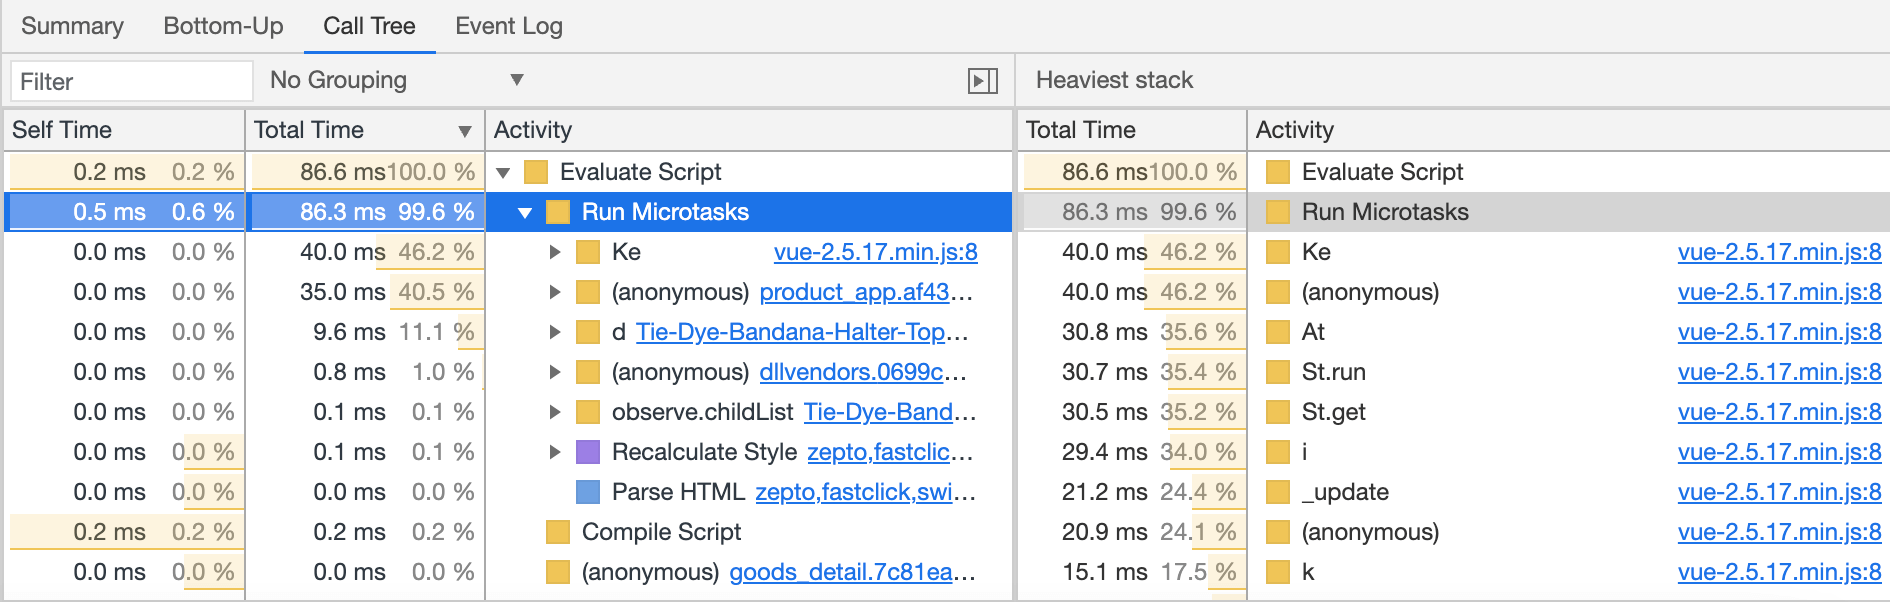 Summary Bottom-Up Call Tree Event Log
Filter No Grouping ▼ Heaviest stack
Self Time Total Time ▼ Activity Total Time Activity
0.2 ms 0.2 % 86.6 ms 100.0 % ▼ Evaluate Script 86.6 ms 100.0 % Evaluate Script
0.5 ms 0.6 % 86.3 ms 99.6 % ▼ Run Microtasks 86.3 ms 99.6 % Run Microtasks
0.0 ms 0.0 % 40.0 ms 46.2 % ▶ Ke vue-2.5.17.min.js:8 40.0 ms 46.2 % Ke vue-2.5.17.min.js:8
0.0 ms 0.0 % 35.0 ms 40.5 % ▶ (anonymous) product_app.af43… 40.0 ms 46.2 % (anonymous) vue-2.5.17.min.js:8
0.0 ms 0.0 % 9.6 ms 11.1 % ▶ d Tie-Dye-Bandana-Halter-Top… 30.8 ms 35.6 % At vue-2.5.17.min.js:8
0.0 ms 0.0 % 0.8 ms 1.0 % ▶ (anonymous) dllvendors.0699c… 30.7 ms 35.4 % St.run vue-2.5.17.min.js:8
0.0 ms 0.0 % 0.1 ms 0.1 % ▶ observe.childList Tie-Dye-Band… 30.5 ms 35.2 % St.get vue-2.5.17.min.js:8
0.0 ms 0.0 % 0.1 ms 0.1 % ▶ Recalculate Style zepto,fastclic… 29.4 ms 34.0 % i vue-2.5.17.min.js:8
0.0 ms 0.0 % 0.0 ms 0.0 % Parse HTML zepto,fastclick,swi… 21.2 ms 24.4 % _update vue-2.5.17.min.js:8
0.2 ms 0.2 % 0.2 ms 0.2 % Compile Script 20.9 ms 24.1 % (anonymous) vue-2.5.17.min.js:8
0.0 ms 0.0 % 0.0 ms 0.0 % (anonymous) goods_detail.7c81ea… 15.1 ms 17.5 % k vue-2.5.17.min.js:8